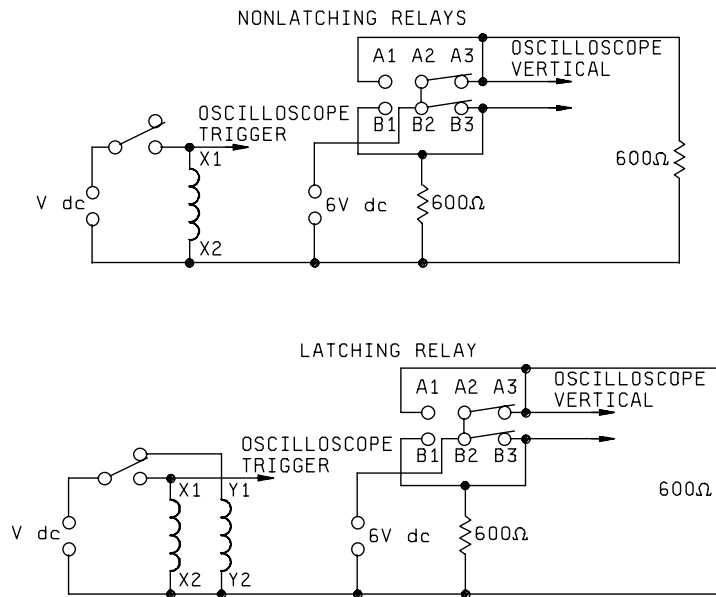 NONLATCHING RELAYS
A1 A2 A3
OSCILLOSCOPE
VERTICAL
OSCILLOSCOPE
TRIGGER
B1 B2 B3
X1
600Ω
V dc
6V dc
600Ω
X2
LATCHING RELAY
A1 A2 A3
OSCILLOSCOPE
VERTICAL
OSCILLOSCOPE
TRIGGER
B1 B2 B3
X1 Y1
600Ω
V dc
6V dc
600Ω
X2 Y2